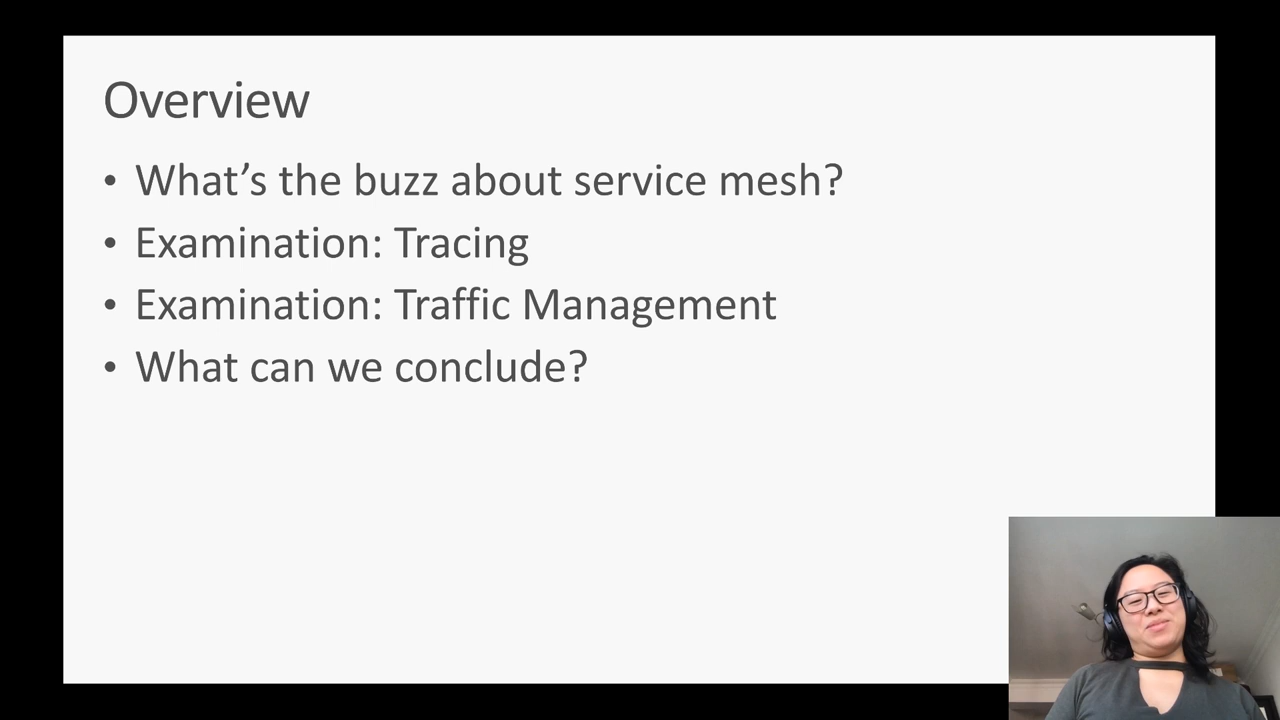 Overview
• What’s the buzz about service mesh?
• Examination: Tracing
• Examination: Traffic Management
• What can we conclude?